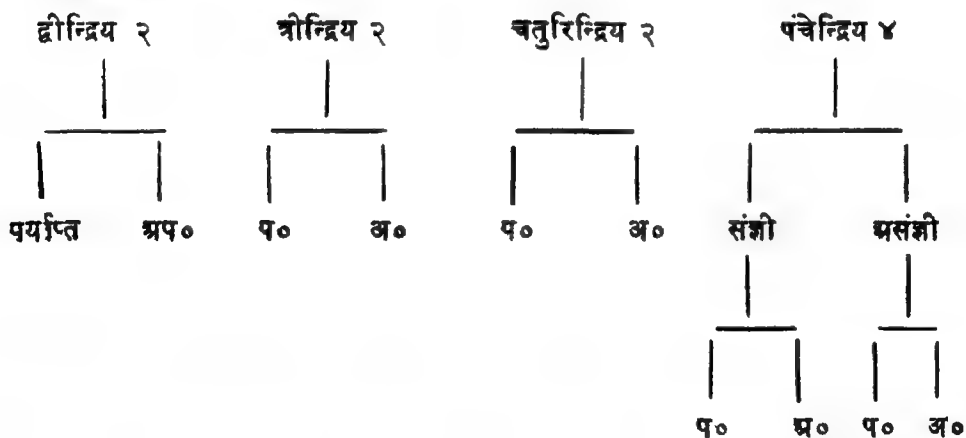 द्वीन्द्रिय २ त्रीन्द्रिय २ चतुरिन्द्रिय २ पंचेन्द्रिय ४
पर्याप्त अप० प० अ० प० अ० संज्ञी असंज्ञी
प० अ० प० अ०